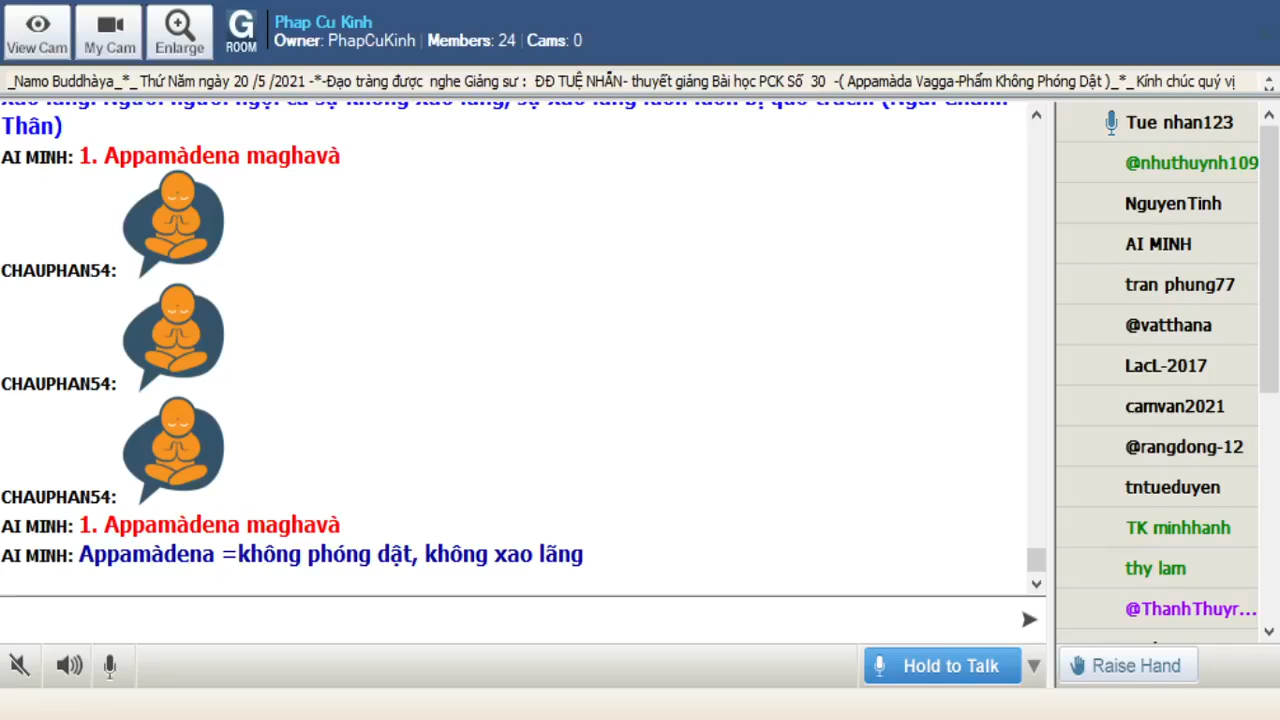 View Cam
My Cam
Enlarge
G
ROOM
Phap Cu Kinh
Owner: PhapCuKinh | Members: 24 | Cams: 0
_Namo Buddhàya_*_ Thứ Năm ngày 20 /5 /2021 -*-Đạo tràng được nghe Giảng sư : ĐĐ TUỆ NHẪN- thuyết giảng Bài học PCK Số 30 -( Appamàda Vagga-Phẩm Không Phóng Dật )_*_ Kính chúc quý vị
Thân)
AI MINH: 1. Appamàdena maghavà
CHAUPHAN54:
CHAUPHAN54:
CHAUPHAN54:
AI MINH: 1. Appamàdena maghavà
AI MINH: Appamàdena =không phóng dật, không xao lãng
Tue nhan123
@nhuthuynh109
NguyenTinh
AI MINH
tran phung77
@vatthana
LacL-2017
camvan2021
@rangdong-12
tntueduyen
TK minhhanh
thy lam
@ThanhThuyr...
Hold to Talk
Raise Hand